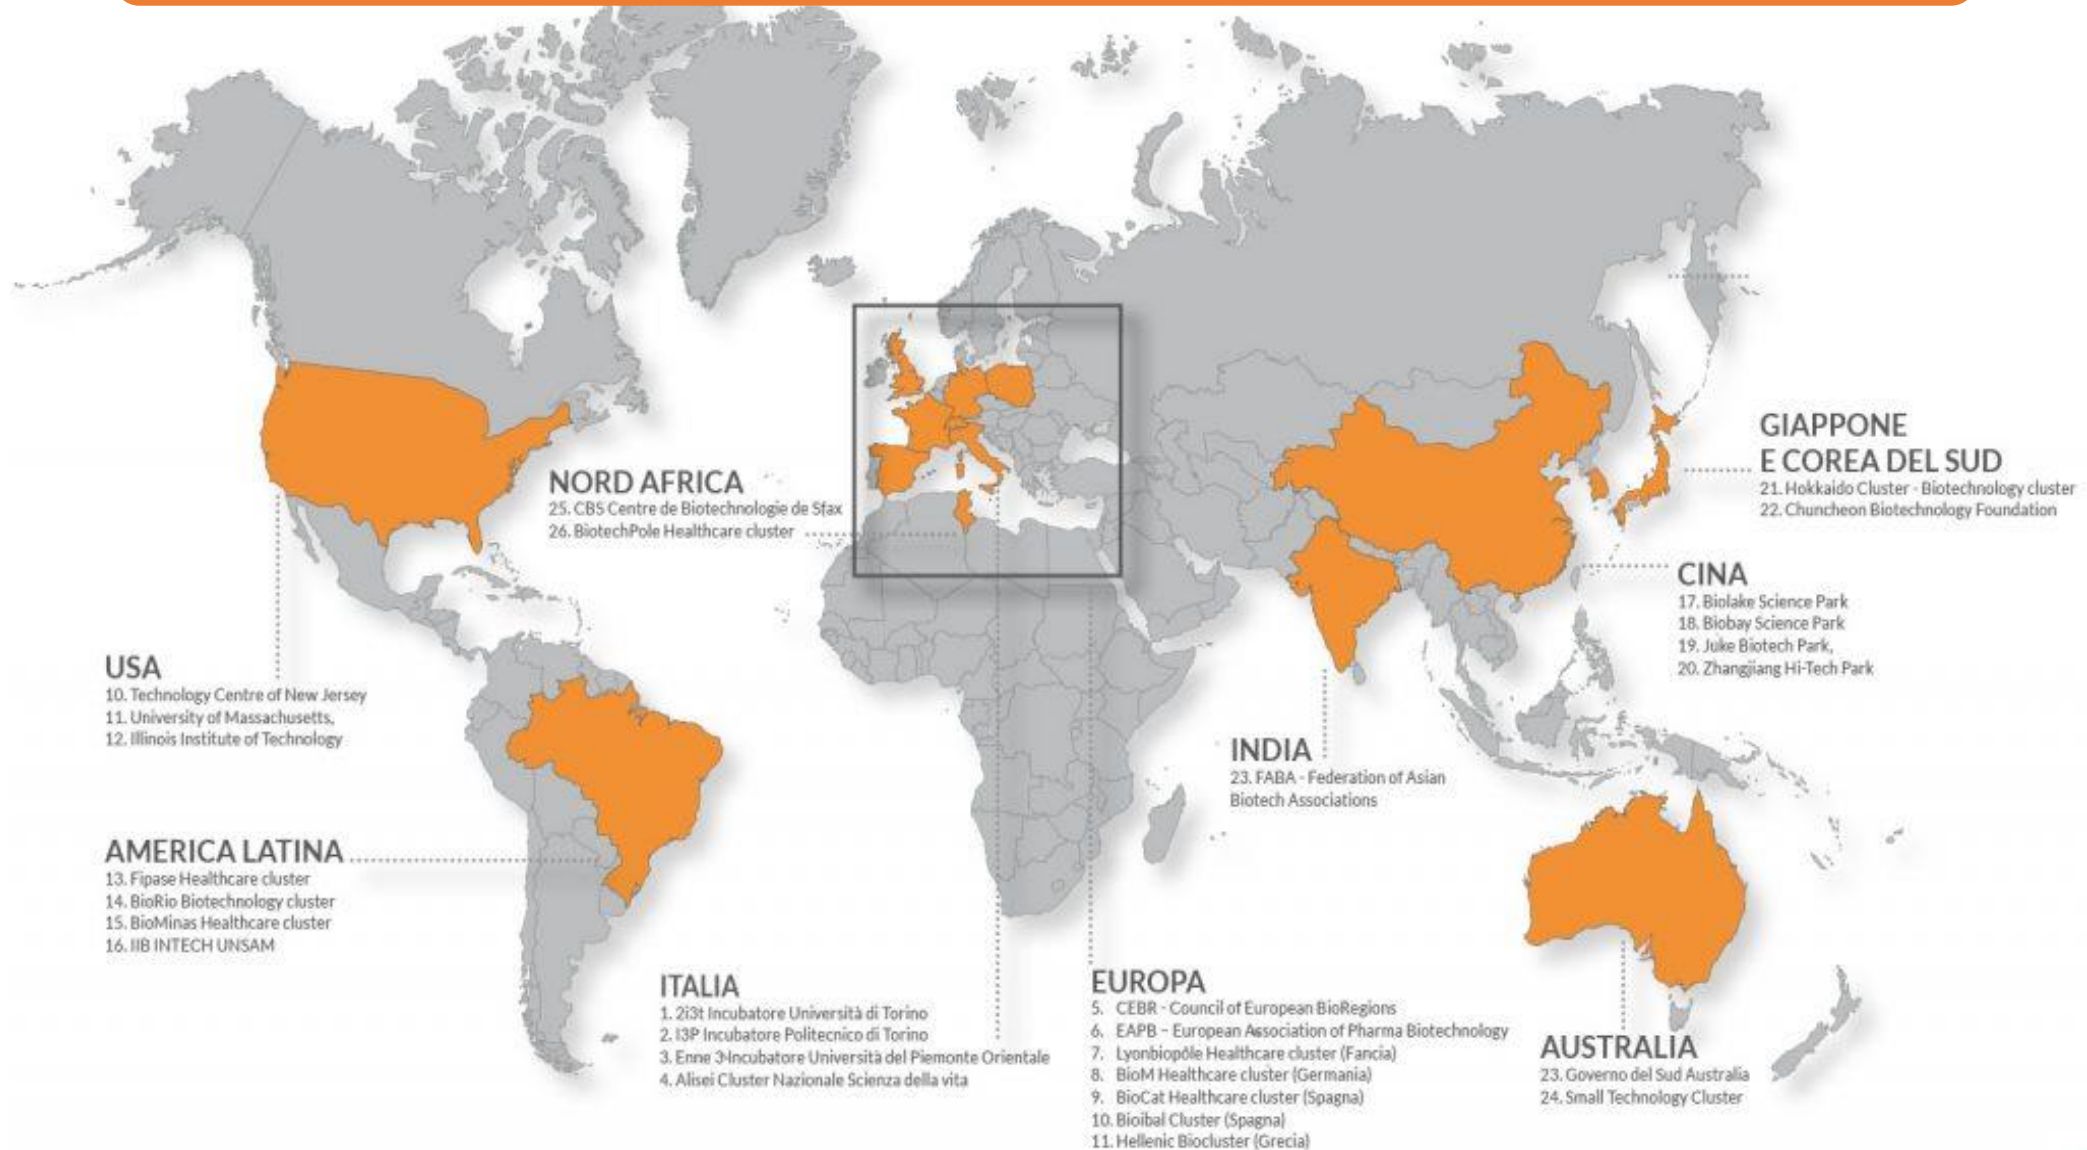 GIAPPONE
E COREA DEL SUD
21. Hokkaido Cluster - Biotechnology cluster
22. Chuncheon Biotechnology Foundation
NORD AFRICA
25. CBS Centre de Biotechnologie de Sfax
26. BiotechPole Healthcare cluster
CINA
17. Biolake Science Park
18. Biobay Science Park
19. Juke Biotech Park,
20. Zhangjiang Hi-Tech Park
USA
10. Technology Centre of New Jersey
11. University of Massachusetts,
12. Illinois Institute of Technology
INDIA
23. FABA - Federation of Asian
Biotech Associations
AMERICA LATINA
13. Fipase Healthcare cluster
14. BioRio Biotechnology cluster
15. BioMinas Healthcare cluster
16. IIB INTECH UNSAM
ITALIA
1. 2i3t Incubatore Università di Torino
2. I3P Incubatore Politecnico di Torino
3. Enne 3-Incubatore Università del Piemonte Orientale
4. Alisei Cluster Nazionale Scienza della vita
EUROPA
5. CEBR - Council of European BioRegions
6. EAPB – European Association of Pharma Biotechnology
7. Lyonbiopôle Healthcare cluster (Fancia)
8. BioM Healthcare cluster (Germania)
9. BioCat Healthcare cluster (Spagna)
10. Bioibal Cluster (Spagna)
11. Hellenic Biocluster (Grecia)
AUSTRALIA
23. Governo del Sud Australia
24. Small Technology Cluster